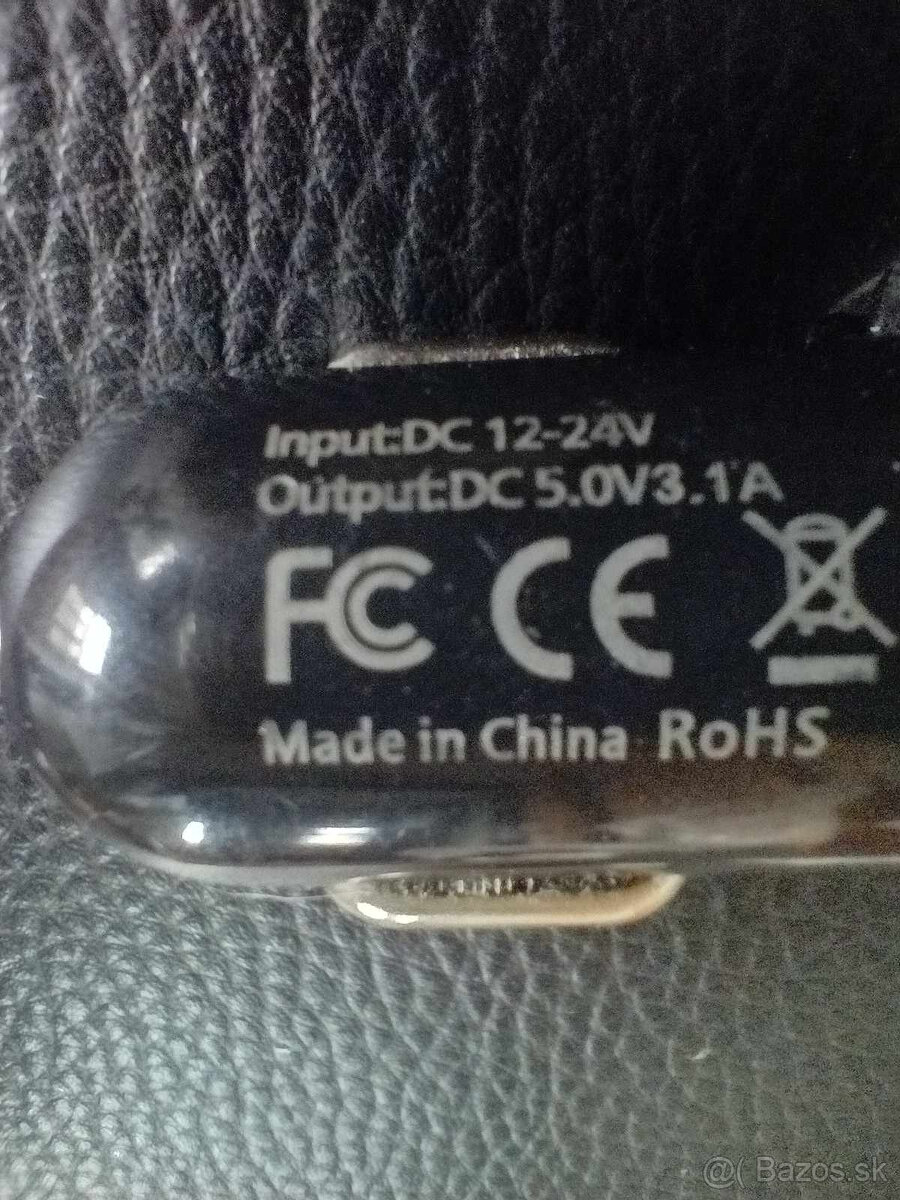 Input:DC 12-24V
Output:DC 5.0V3.1A
FC CE
Made in China RoHS
@( Bazos.sk